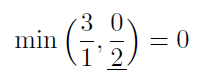 min (3/1, 0/2) = 0